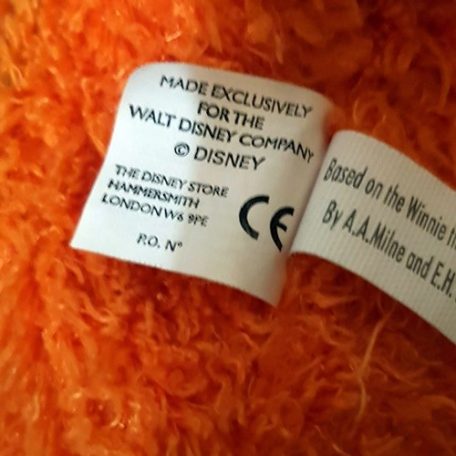 MADE EXCLUSIVELY
FOR THE
WALT DISNEY COMPANY
© DISNEY
THE DISNEY STORE
HAMMERSMITH
LONDON W6 9PE
CE
P.O. Nº
Based on the Winnie
By A.A.Milne and E.H.